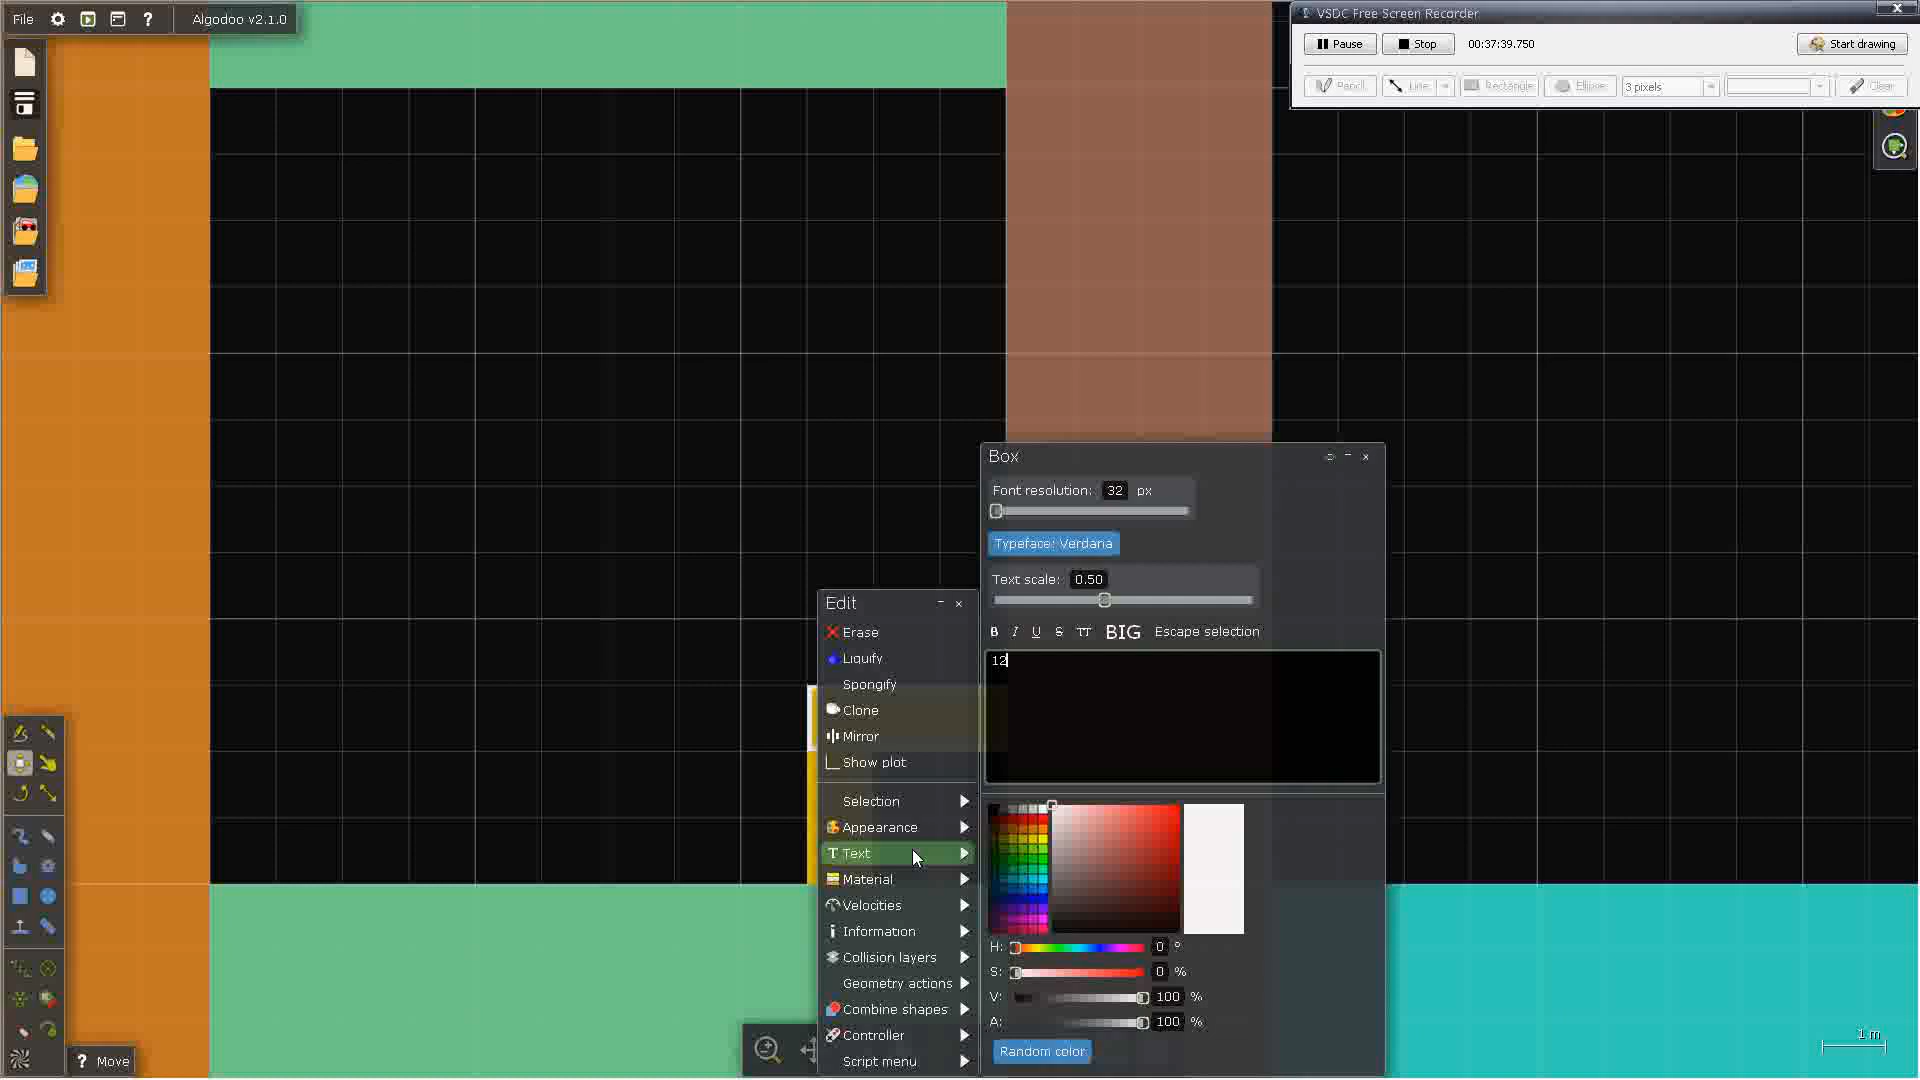 File
?
Algodoo v2.1.0
VSDC Free Screen Recorder
Pause
Stop
00:37:39.750
Start drawing
Pencil
Line
Rectangle
Ellipse
3 pixels
Clear
Box
Font resolution: 32 px
Typeface: Verdana
Text scale: 0.50
B I U S TT BIG Escape selection
12
H: 0 °
S: 0 %
V: 100 %
A: 100 %
Random color
Edit
Erase
Liquify
Spongify
Clone
Mirror
Show plot
Selection
Appearance
T Text
Material
Velocities
Information
Collision layers
Geometry actions
Combine shapes
Controller
Script menu
? Move
1 m